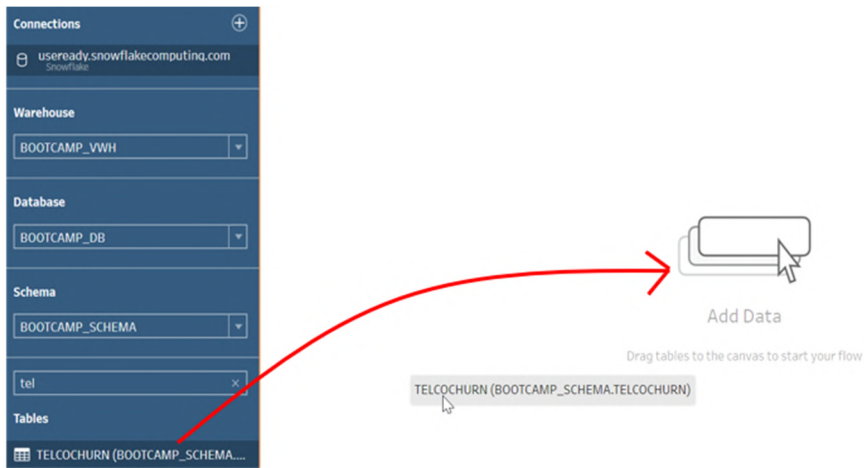 Connections
useready.snowflakecomputing.com
Snowflake
Warehouse
BOOTCAMP_VWH
Database
BOOTCAMP_DB
Schema
BOOTCAMP_SCHEMA
tel
Tables
TELCOCHURN (BOOTCAMP_SCHEMA....
Add Data
Drag tables to the canvas to start your flow
TELCOCHURN (BOOTCAMP_SCHEMA.TELCOCHURN)